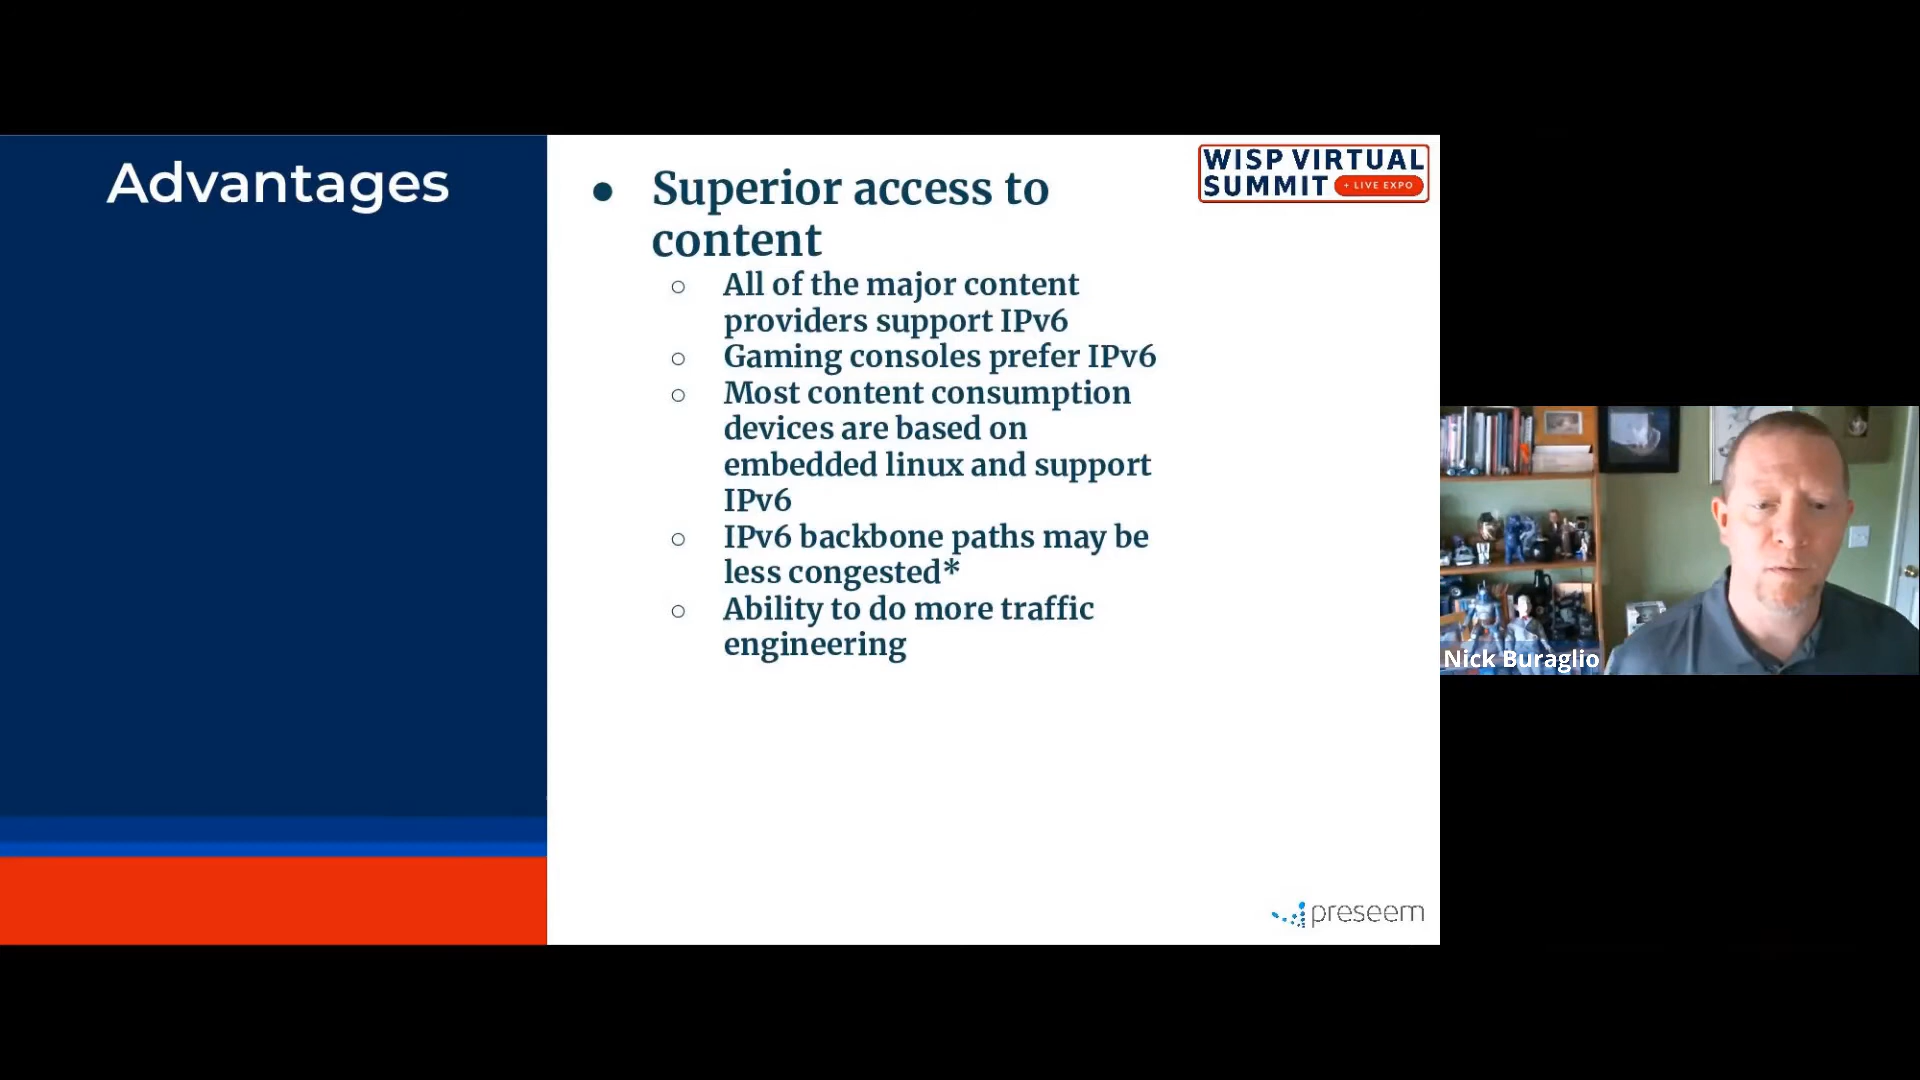 Advantages
● Superior access to
content
○ All of the major content
providers support IPv6
○ Gaming consoles prefer IPv6
○ Most content consumption
devices are based on
embedded linux and support
IPv6
○ IPv6 backbone paths may be
less congested*
○ Ability to do more traffic
engineering
WISP VIRTUAL
SUMMIT + LIVE EXPO
preseem
Nick Buraglio